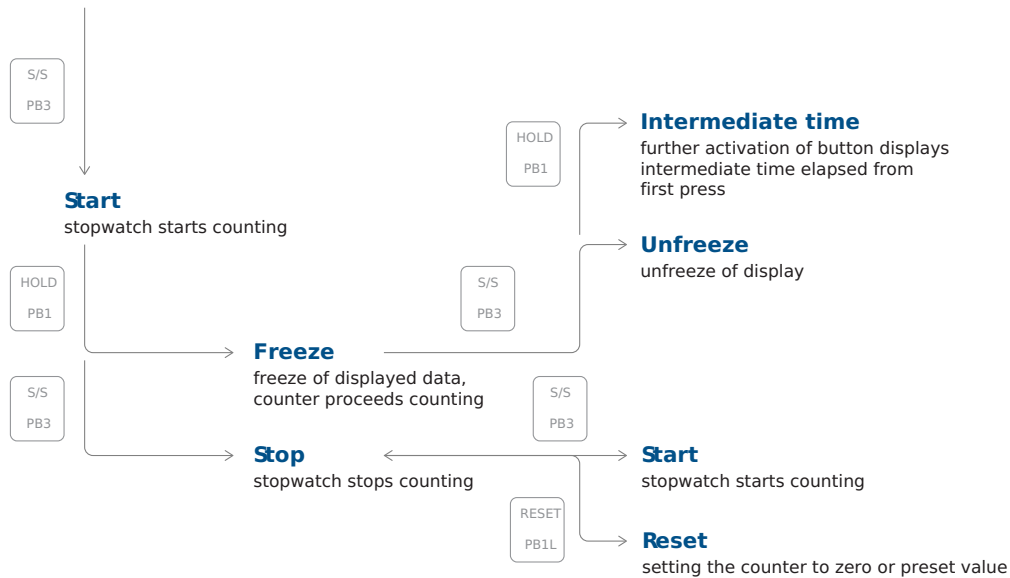 S/S
PB3
Start
stopwatch starts counting
HOLD
PB1
Intermediate time
further activation of button displays
intermediate time elapsed from
first press
Unfreeze
unfreeze of display
HOLD
PB1
S/S
PB3
Freeze
freeze of displayed data,
counter proceeds counting
S/S
PB3
S/S
PB3
Stop
stopwatch stops counting
Start
stopwatch starts counting
RESET
PB1L
Reset
setting the counter to zero or preset value